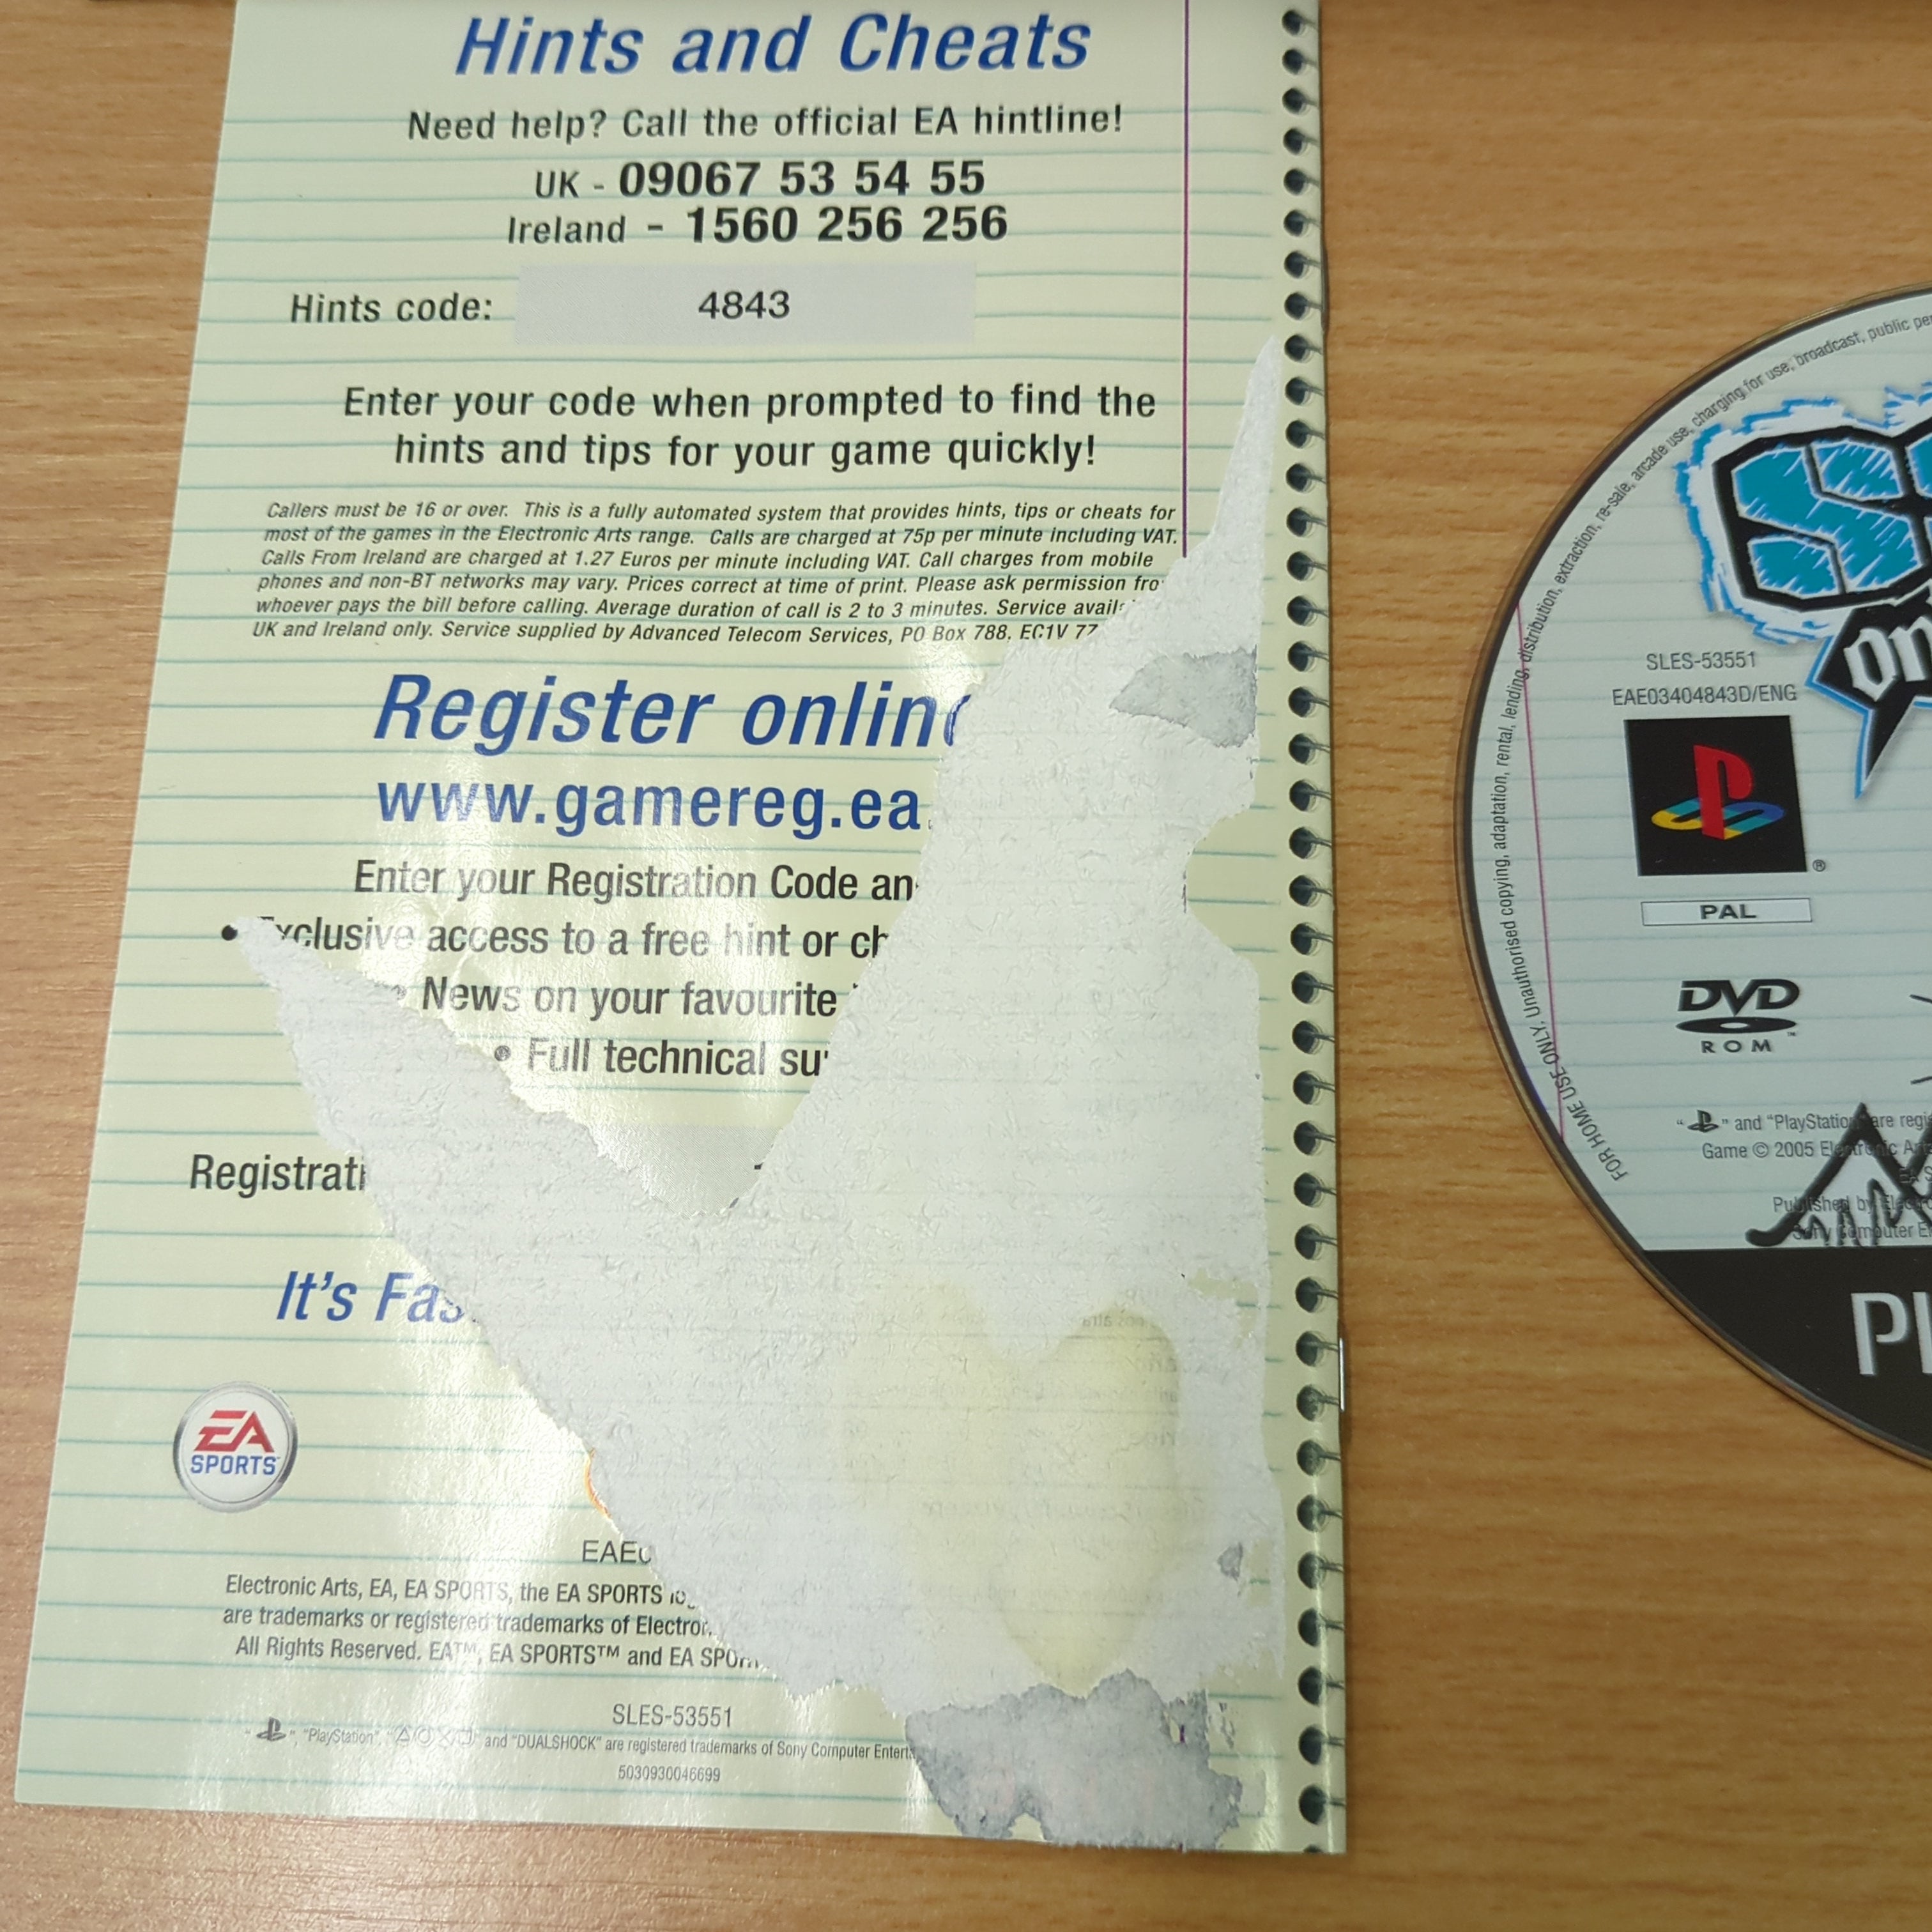 Hints and Cheats
Need help? Call the official EA hintline!
UK - 09067 53 54 55
Ireland - 1560 256 256
Hints code: 4843
Enter your code when prompted to find the
hints and tips for your game quickly!
Callers must be 16 or over. This is a fully automated system that provides hints, tips or cheats for
most of the games in the Electronic Arts range. Calls are charged at 75p per minute including VAT.
Calls From Ireland are charged at 1.27 Euros per minute including VAT. Call charges from mobile
phones and non-BT networks may vary. Prices correct at time of print. Please ask permission
whoever pays the bill before calling. Average duration of call is 2 to 3 minutes. Service
UK and Ireland only. Service supplied by Advanced Telecom Services, PO Box 788, EC1V
Register
www.gamereg.ea
Enter your Registration Code
• Exclusive access to a free hint or
News on your favourite
• Full technical
It's
EA
SPORTS
Electronic Arts, EA, EA SPORTS, the EA SPORTS
are trademarks or registered trademarks of
All Rights Reserved. EA™, EA SPORTS™ and EA
SLES-53551
"PlayStation" and "DUALSHOCK" are registered trademarks of Sony Computer
5030930046699
FOR HOME USE ONLY. Unauthorised copying, adaptation, rental, lending, distribution, extraction, re-sale, arcade use, charging for use, broadcast, public
on
SLES-53551
EAE03404843D/ENG
PAL
DVD
ROM
and "PlayStation" are
Game © 2005 Electronic
Published by
Sony Computer